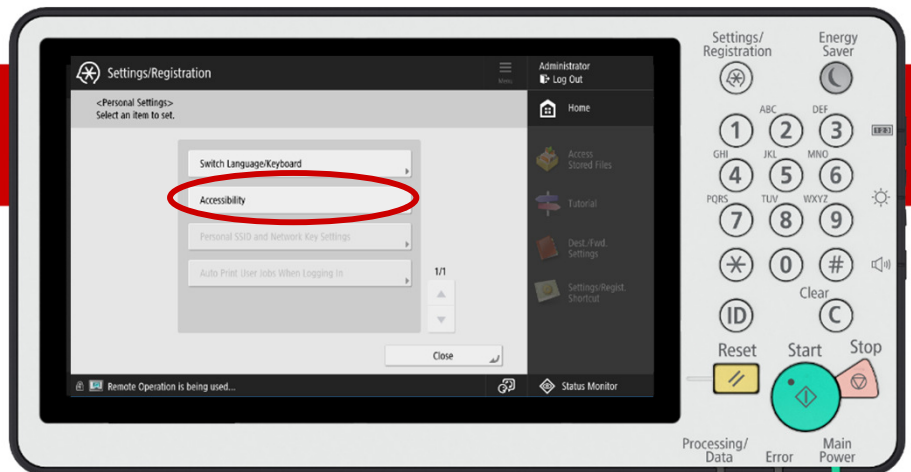 Settings/Registration
Menu
Administrator
Log Out
<Personal Settings>
Select an item to set.
Home
Switch Language/Keyboard
Accessibility
Personal SSID and Network Key Settings
Auto Print User Jobs When Logging In
1/1
Close
Access
Stored Files
Tutorial
Dest./Fwd.
Settings
Settings/Regist.
Shortcut
Remote Operation is being used...
Status Monitor
Settings/
Registration
Energy
Saver
ABC DEF
1 2 3
GHI JKL MNO
4 5 6
PQRS TUV WXYZ
7 8 9
* 0 #
Clear
ID C
Reset Start Stop
Processing/
Data
Error
Main
Power